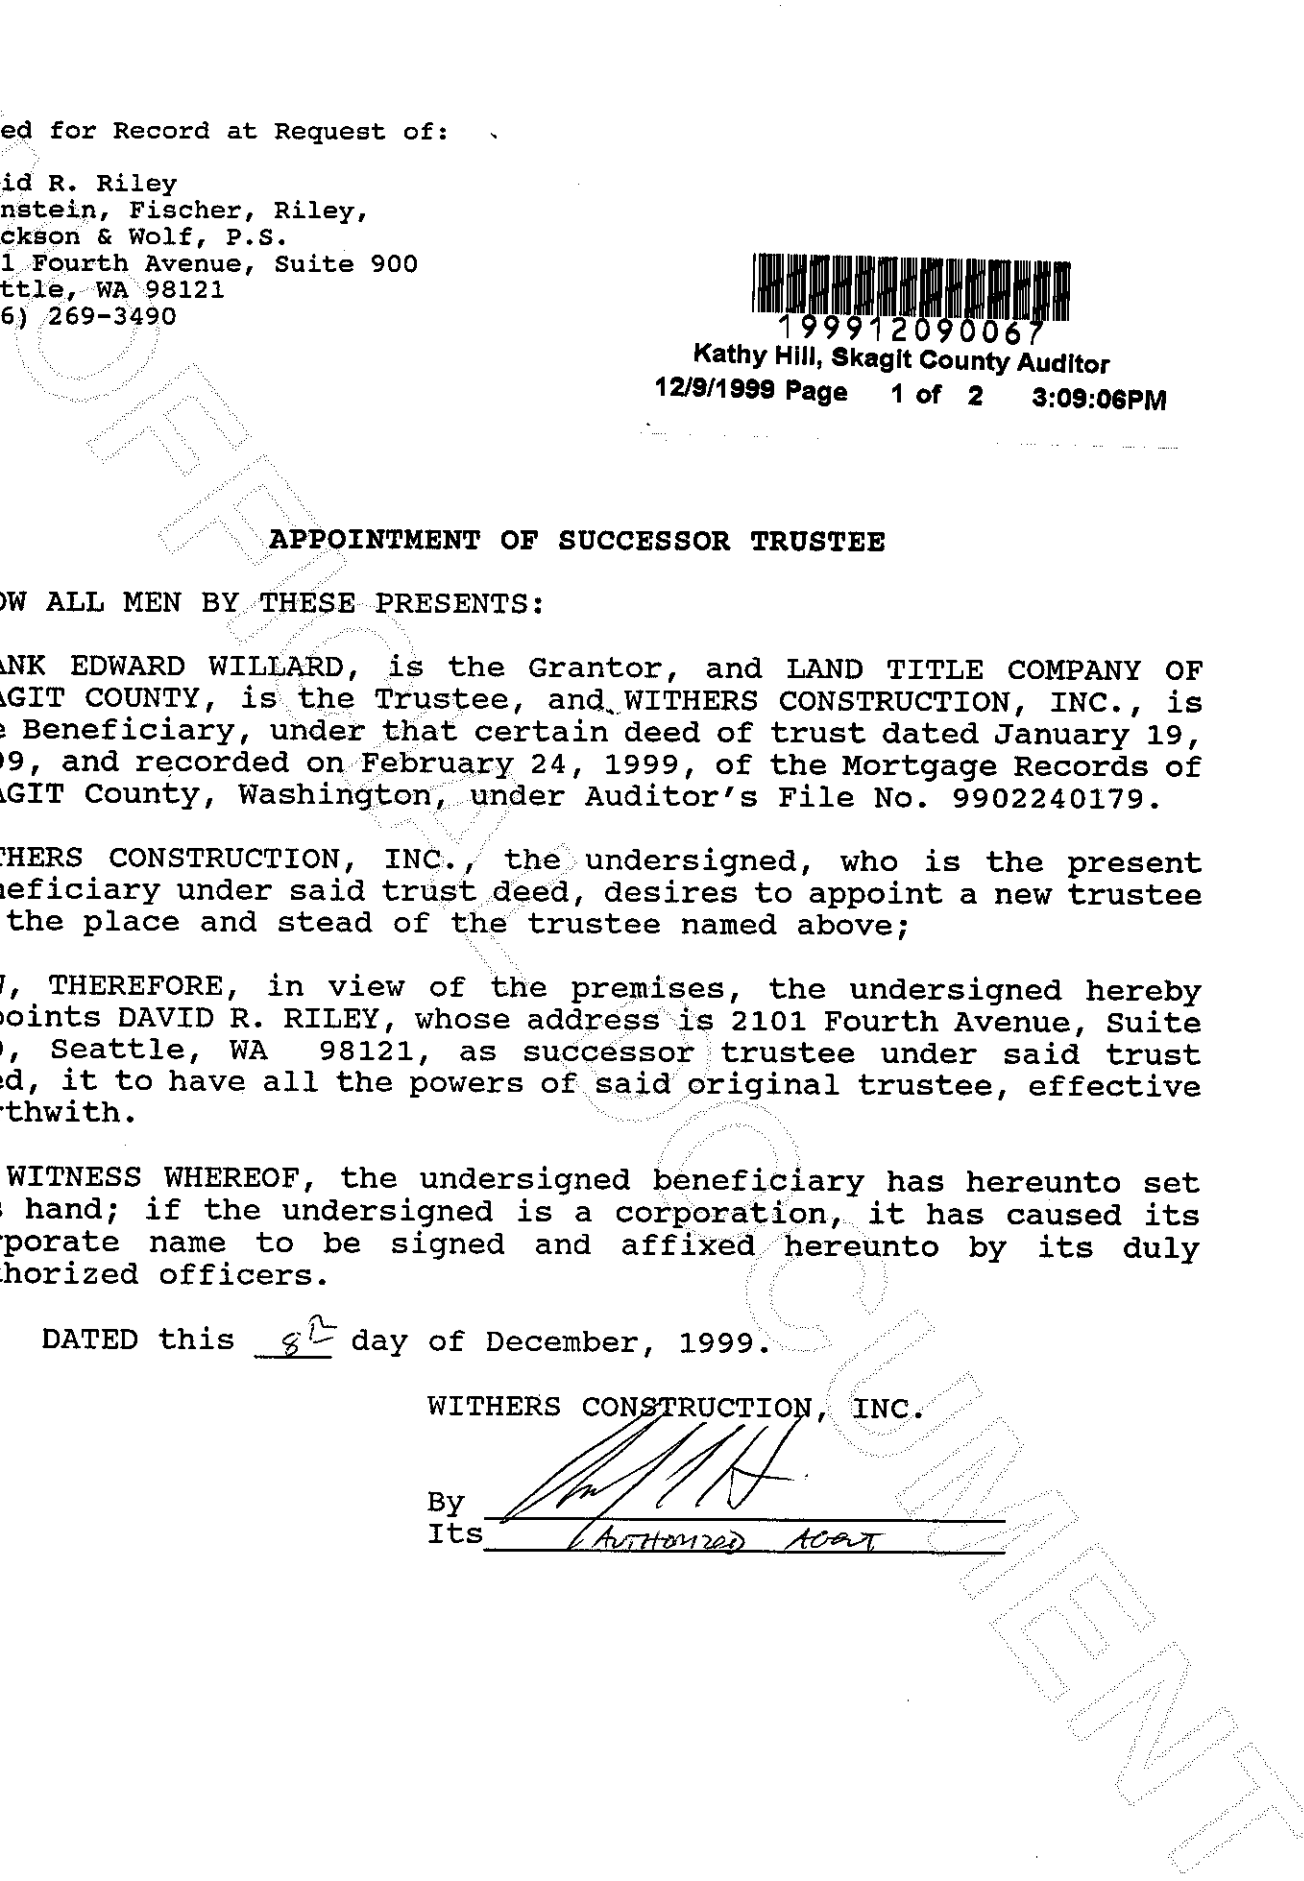 ed for Record at Request of:
id R. Riley
nstein, Fischer, Riley,
ckson & Wolf, P.S.
1 Fourth Avenue, Suite 900
ttle, WA 98121
6) 269-3490
199912090067
Kathy Hill, Skagit County Auditor
12/9/1999 Page 1 of 2 3:09:06PM
APPOINTMENT OF SUCCESSOR TRUSTEE
OW ALL MEN BY THESE PRESENTS:
ANK EDWARD WILLARD, is the Grantor, and LAND TITLE COMPANY OF
AGIT COUNTY, is the Trustee, and WITHERS CONSTRUCTION, INC., is
e Beneficiary, under that certain deed of trust dated January 19,
99, and recorded on February 24, 1999, of the Mortgage Records of
AGIT County, Washington, under Auditor's File No. 9902240179.
THERS CONSTRUCTION, INC., the undersigned, who is the present
neficiary under said trust deed, desires to appoint a new trustee
the place and stead of the trustee named above;
W, THEREFORE, in view of the premises, the undersigned hereby
points DAVID R. RILEY, whose address is 2101 Fourth Avenue, Suite
0, Seattle, WA 98121, as successor trustee under said trust
ed, it to have all the powers of said original trustee, effective
rthwith.
WITNESS WHEREOF, the undersigned beneficiary has hereunto set
s hand; if the undersigned is a corporation, it has caused its
rporate name to be signed and affixed hereunto by its duly
thorized officers.
DATED this 8th day of December, 1999.
WITHERS CONSTRUCTION, INC.
By
Its AUTHORIZED AGENT
OFFICIAL DOCUMENT